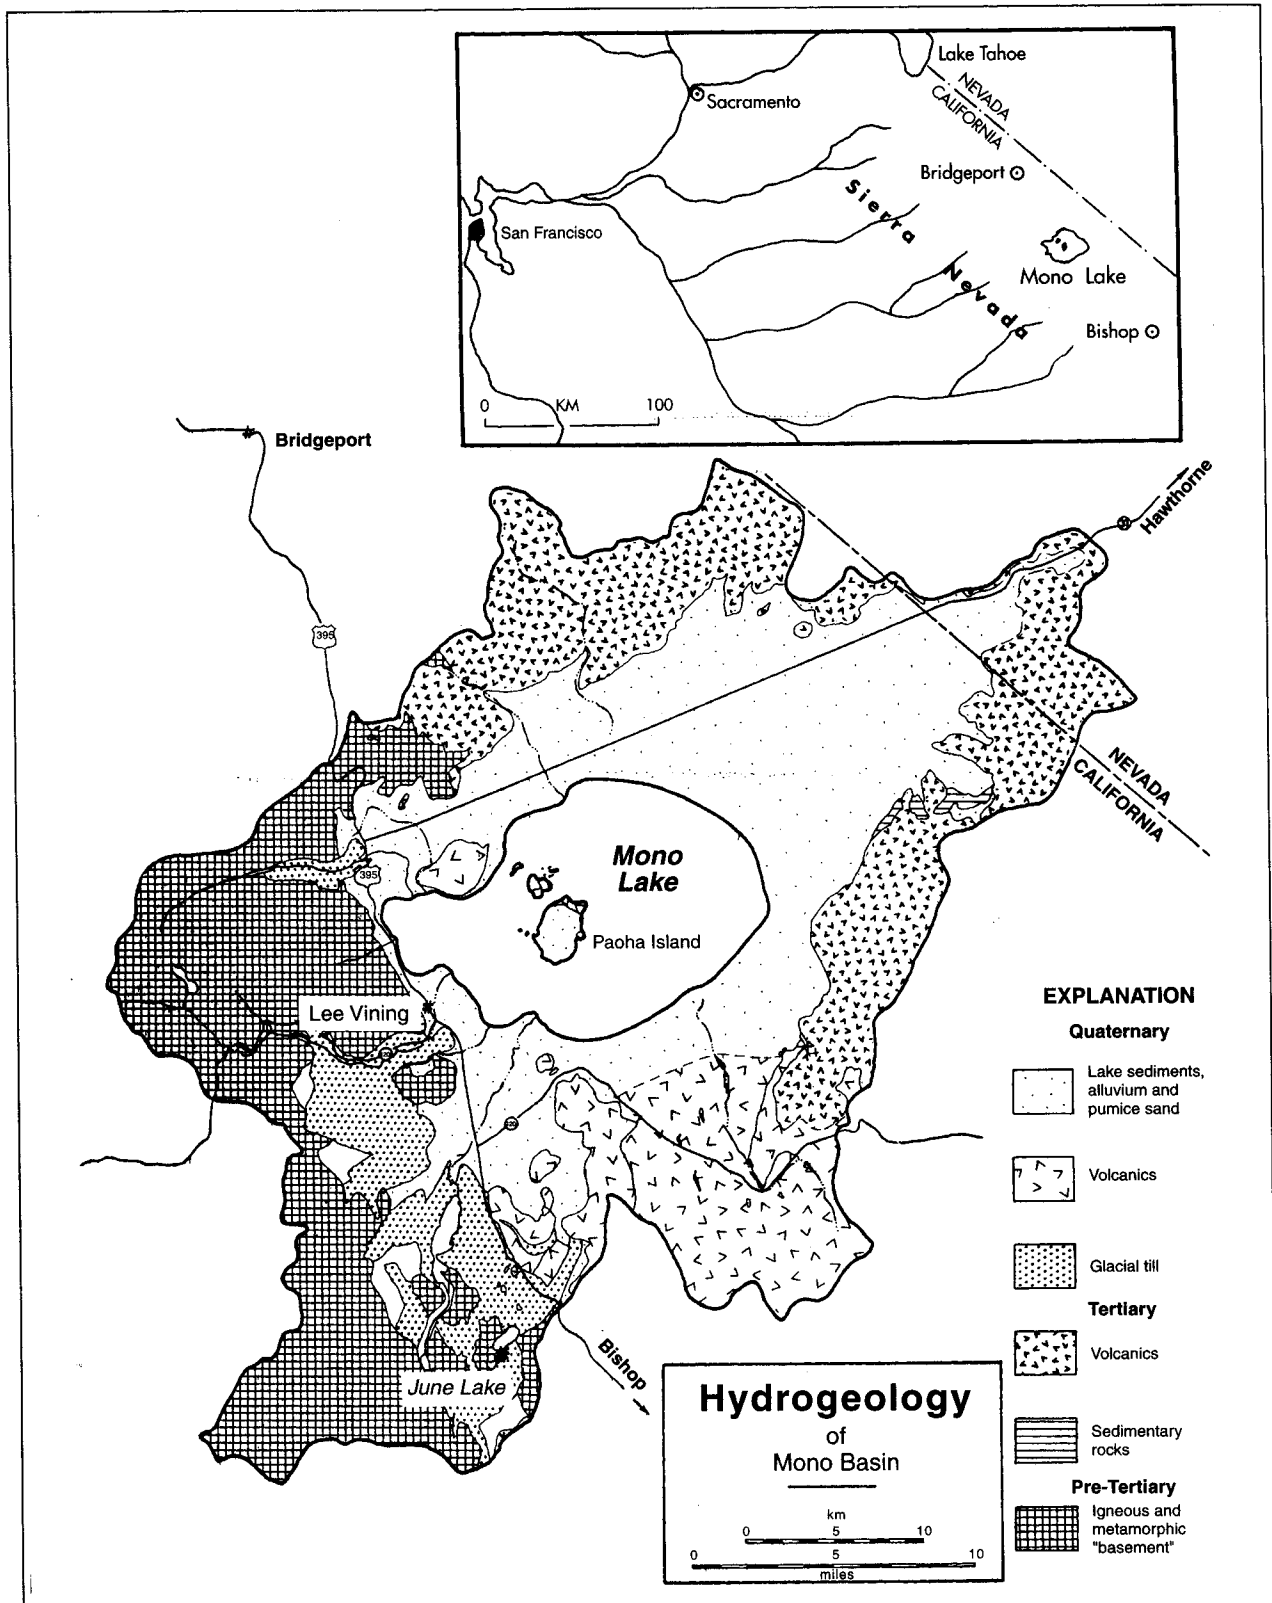 Lake Tahoe
NEVADA
CALIFORNIA
Sacramento
Bridgeport
Sierra
Nevada
San Francisco
Mono Lake
Bishop
0 KM 100
Bridgeport
Hawthorne
395
NEVADA
CALIFORNIA
Mono
Lake
395
Paoha Island
Lee Vining
120
120
June Lake
Bishop
EXPLANATION
Quaternary
Lake sediments,
alluvium and
pumice sand
Volcanics
Glacial till
Tertiary
Volcanics
Sedimentary
rocks
Pre-Tertiary
Igneous and
metamorphic
"basement"
Hydrogeology
of
Mono Basin
km
0 5 10
0 5 10
miles